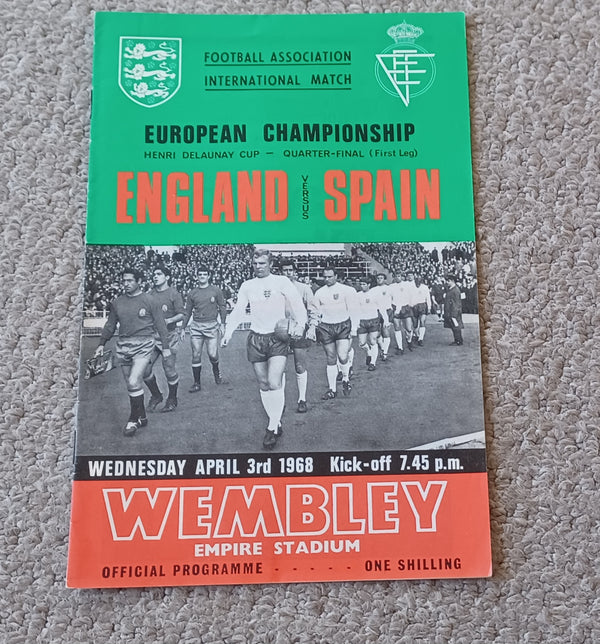 FOOTBALL ASSOCIATION
INTERNATIONAL MATCH
EUROPEAN CHAMPIONSHIP
HENRI DELAUNAY CUP — QUARTER-FINAL (First Leg)
ENGLAND VERSUS SPAIN
WEDNESDAY APRIL 3rd 1968 Kick-off 7.45 p.m.
WEMBLEY
EMPIRE STADIUM
OFFICIAL PROGRAMME - - - - - ONE SHILLING